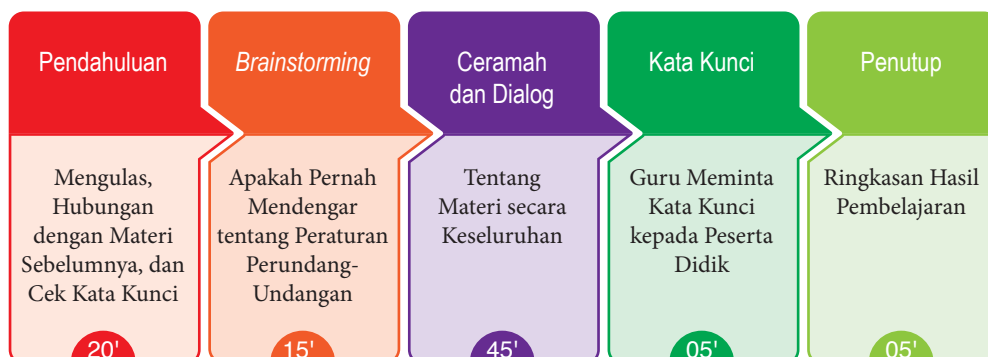 Pendahuluan
Mengulas,
Hubungan
dengan Materi
Sebelumnya, dan
Cek Kata Kunci
20'
Brainstorming
Apakah Pernah
Mendengar
tentang Peraturan
Perundang-
Undangan
15'
Ceramah
dan Dialog
Tentang
Materi secara
Keseluruhan
45'
Kata Kunci
Guru Meminta
Kata Kunci
kepada Peserta
Didik
05'
Penutup
Ringkasan Hasil
Pembelajaran
05'